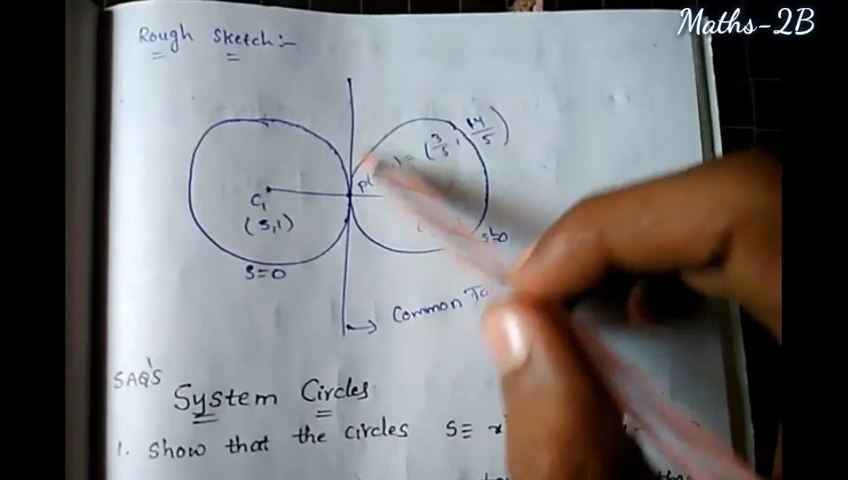 Maths-2B
Rough Sketch:-
= (3/5, 14/5)
C₁
(5,1)
S'=0
S=0
Common
SAQ'S
System Circles
1. Show that the circles S≡